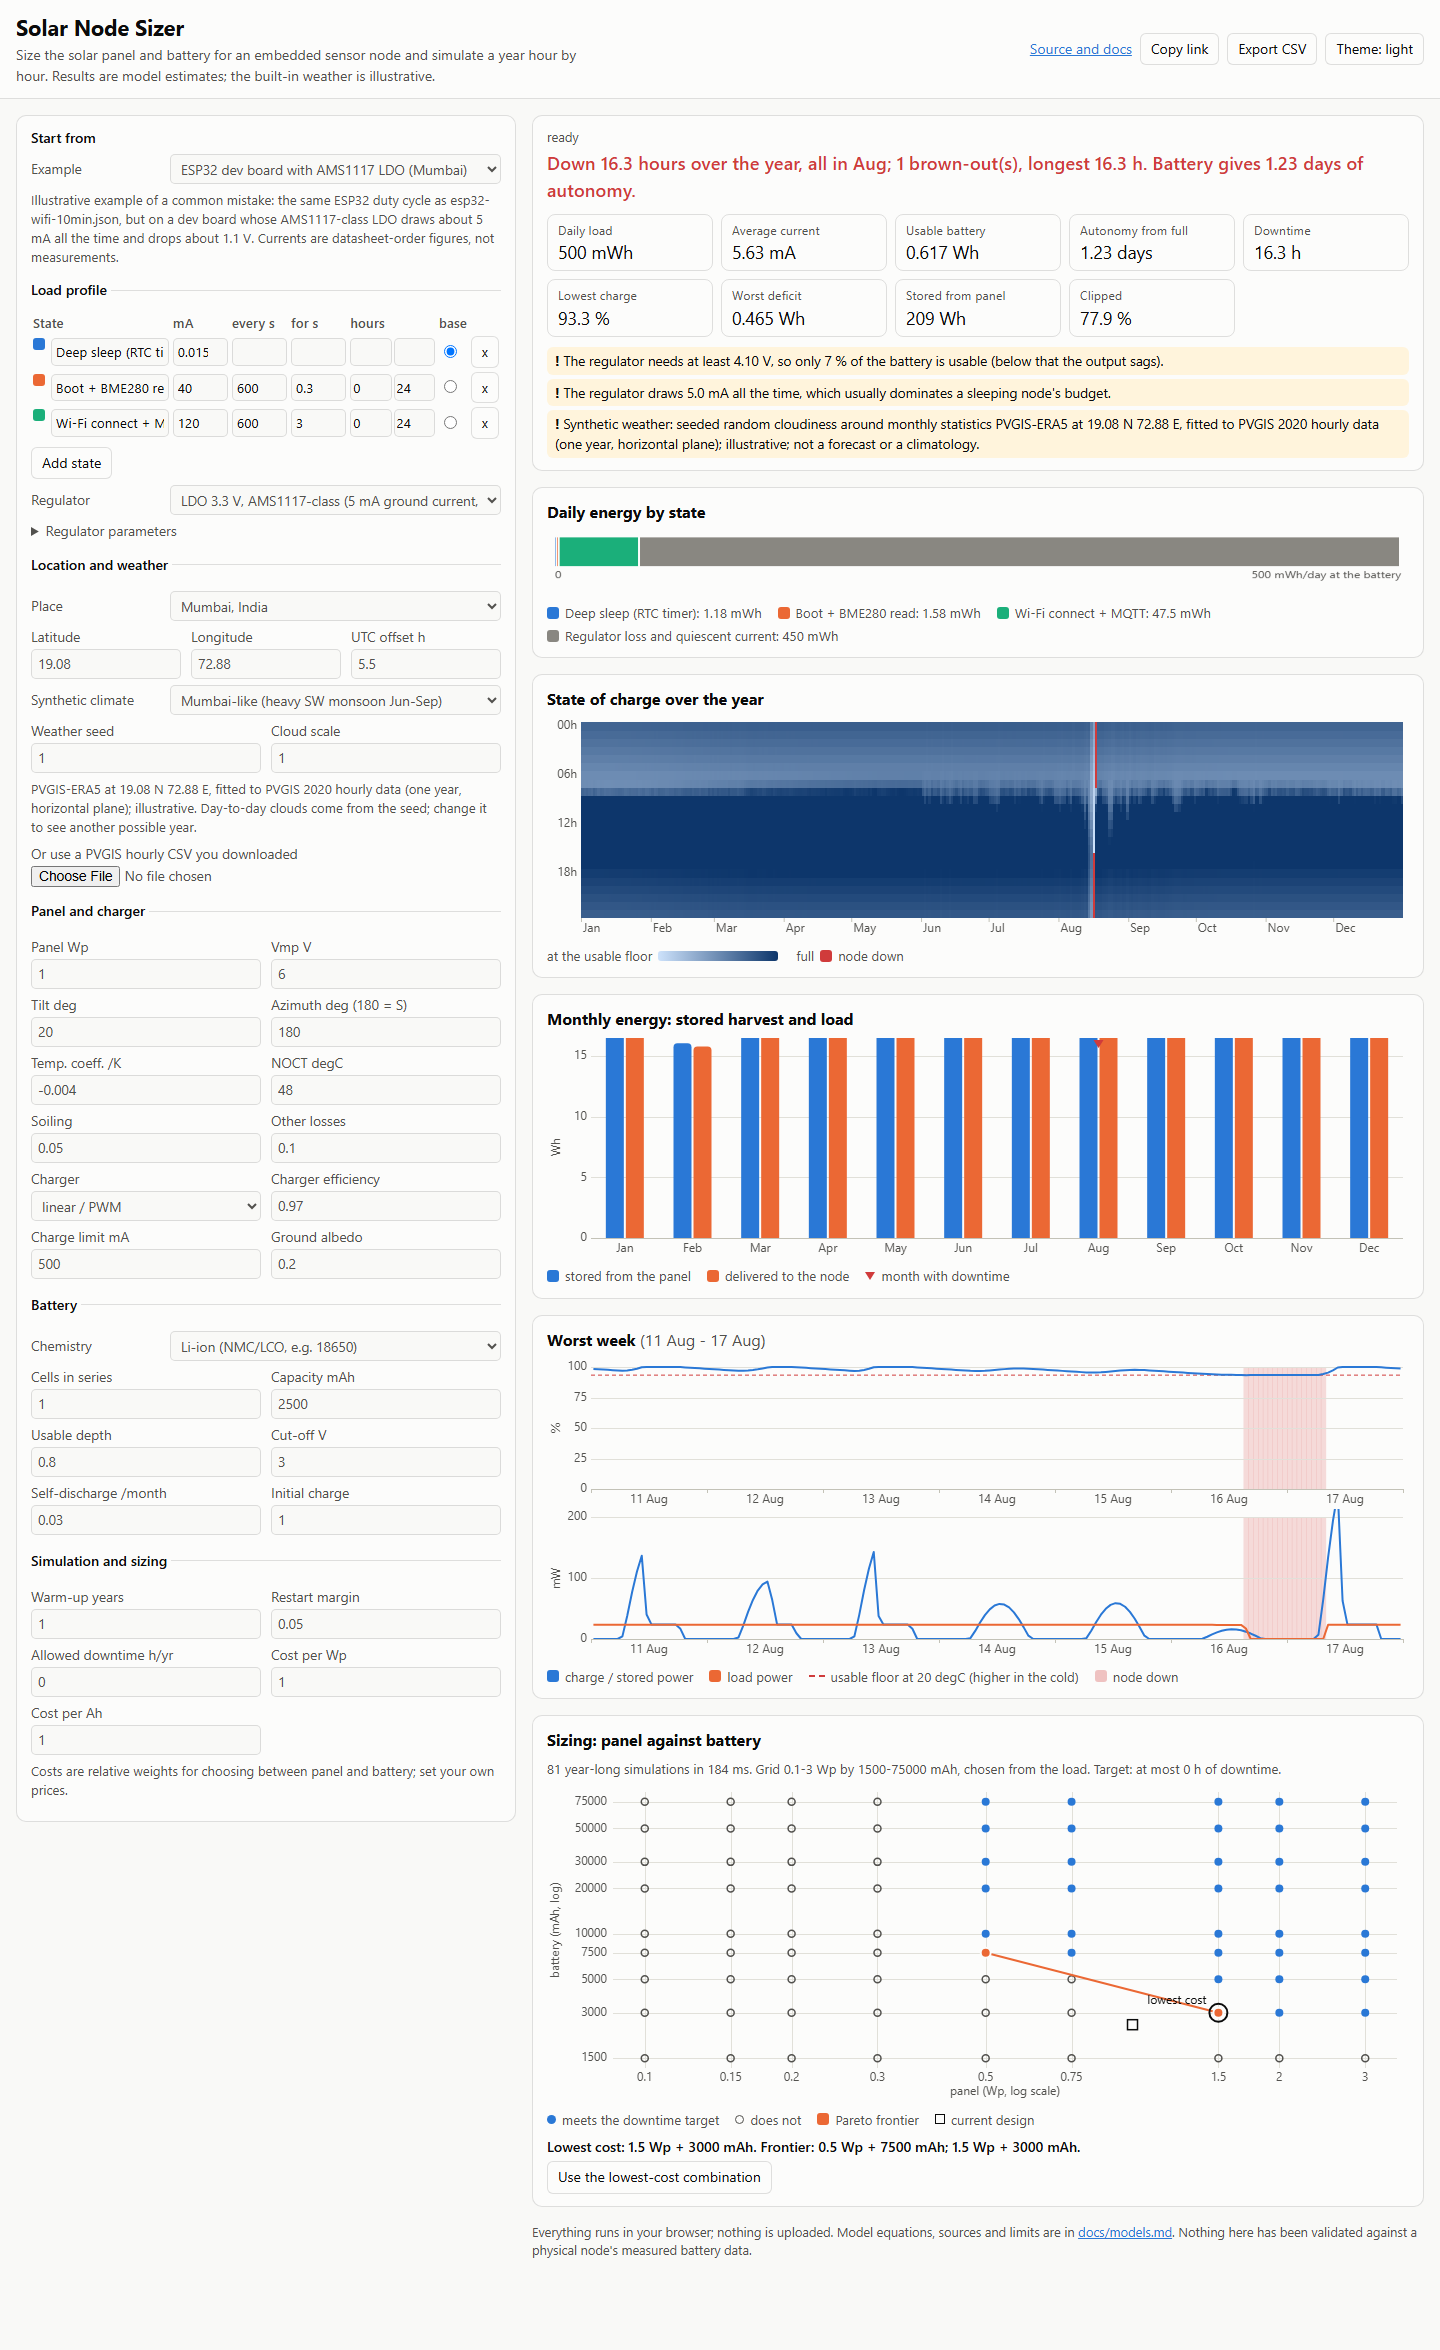 Solar Node Sizer
Size the solar panel and battery for an embedded sensor node and simulate a year hour by
hour. Results are model estimates; the built-in weather is illustrative.
Source and docs
Copy link
Export CSV
Theme: light
Start from
Example
ESP32 dev board with AMS1117 LDO (Mumbai)
Illustrative example of a common mistake: the same ESP32 duty cycle as esp32-
wifi-10min.json, but on a dev board whose AMS1117-class LDO draws about 5
mA all the time and drops about 1.1 V. Currents are datasheet-order figures, not
measurements.
Load profile
State mA every s for s hours base
Deep sleep (RTC ti 0.015 x
Boot + BME280 re 40 600 0.3 0 24 x
Wi-Fi connect + M 120 600 3 0 24 x
Add state
Regulator
LDO 3.3 V, AMS1117-class (5 mA ground current,
Regulator parameters
Location and weather
Place
Mumbai, India
Latitude Longitude UTC offset h
19.08 72.88 5.5
Synthetic climate
Mumbai-like (heavy SW monsoon Jun-Sep)
Weather seed Cloud scale
1 1
PVGIS-ERA5 at 19.08 N 72.88 E, fitted to PVGIS 2020 hourly data (one year,
horizontal plane); illustrative. Day-to-day clouds come from the seed; change it
to see another possible year.
Or use a PVGIS hourly CSV you downloaded
Choose File No file chosen
Panel and charger
Panel Wp Vmp V
1 6
Tilt deg Azimuth deg (180 = S)
20 180
Temp. coeff. /K NOCT degC
-0.004 48
Soiling Other losses
0.05 0.1
Charger Charger efficiency
linear / PWM 0.97
Charge limit mA Ground albedo
500 0.2
Battery
Chemistry
Li-ion (NMC/LCO, e.g. 18650)
Cells in series Capacity mAh
1 2500
Usable depth Cut-off V
0.8 3
Self-discharge /month Initial charge
0.03 1
Simulation and sizing
Warm-up years Restart margin
1 0.05
Allowed downtime h/yr Cost per Wp
0 1
Cost per Ah
1
Costs are relative weights for choosing between panel and battery; set your own
prices.
ready
Down 16.3 hours over the year, all in Aug; 1 brown-out(s), longest 16.3 h. Battery gives 1.23 days of
autonomy.
Daily load Average current Usable battery Autonomy from full Downtime
500 mWh 5.63 mA 0.617 Wh 1.23 days 16.3 h
Lowest charge Worst deficit Stored from panel Clipped
93.3 % 0.465 Wh 209 Wh 77.9 %
! The regulator needs at least 4.10 V, so only 7 % of the battery is usable (below that the output sags).
! The regulator draws 5.0 mA all the time, which usually dominates a sleeping node's budget.
! Synthetic weather: seeded random cloudiness around monthly statistics PVGIS-ERA5 at 19.08 N 72.88 E, fitted to PVGIS 2020 hourly data
(one year, horizontal plane); illustrative; not a forecast or a climatology.
Daily energy by state
0 500 mWh/day at the battery
Deep sleep (RTC timer): 1.18 mWh Boot + BME280 read: 1.58 mWh Wi-Fi connect + MQTT: 47.5 mWh
Regulator loss and quiescent current: 450 mWh
State of charge over the year
00h
06h
12h
18h
Jan Feb Mar Apr May Jun Jul Aug Sep Oct Nov Dec
at the usable floor full node down
Monthly energy: stored harvest and load
15
10
Wh
5
0
Jan Feb Mar Apr May Jun Jul Aug Sep Oct Nov Dec
stored from the panel delivered to the node month with downtime
Worst week (11 Aug - 17 Aug)
100
75
%
50
25
0
11 Aug 12 Aug 13 Aug 14 Aug 15 Aug 16 Aug 17 Aug
200
mW
100
0
11 Aug 12 Aug 13 Aug 14 Aug 15 Aug 16 Aug 17 Aug
charge / stored power load power usable floor at 20 degC (higher in the cold) node down
Sizing: panel against battery
81 year-long simulations in 184 ms. Grid 0.1-3 Wp by 1500-75000 mAh, chosen from the load. Target: at most 0 h of downtime.
75000
50000
30000
20000
battery (mAh, log)
10000
7500
5000
lowest cost
3000
1500
0.1 0.15 0.2 0.3 0.5 0.75 1.5 2 3
panel (Wp, log scale)
meets the downtime target does not Pareto frontier current design
Lowest cost: 1.5 Wp + 3000 mAh. Frontier: 0.5 Wp + 7500 mAh; 1.5 Wp + 3000 mAh.
Use the lowest-cost combination
Everything runs in your browser; nothing is uploaded. Model equations, sources and limits are in docs/models.md. Nothing here has been validated against a
physical node's measured battery data.